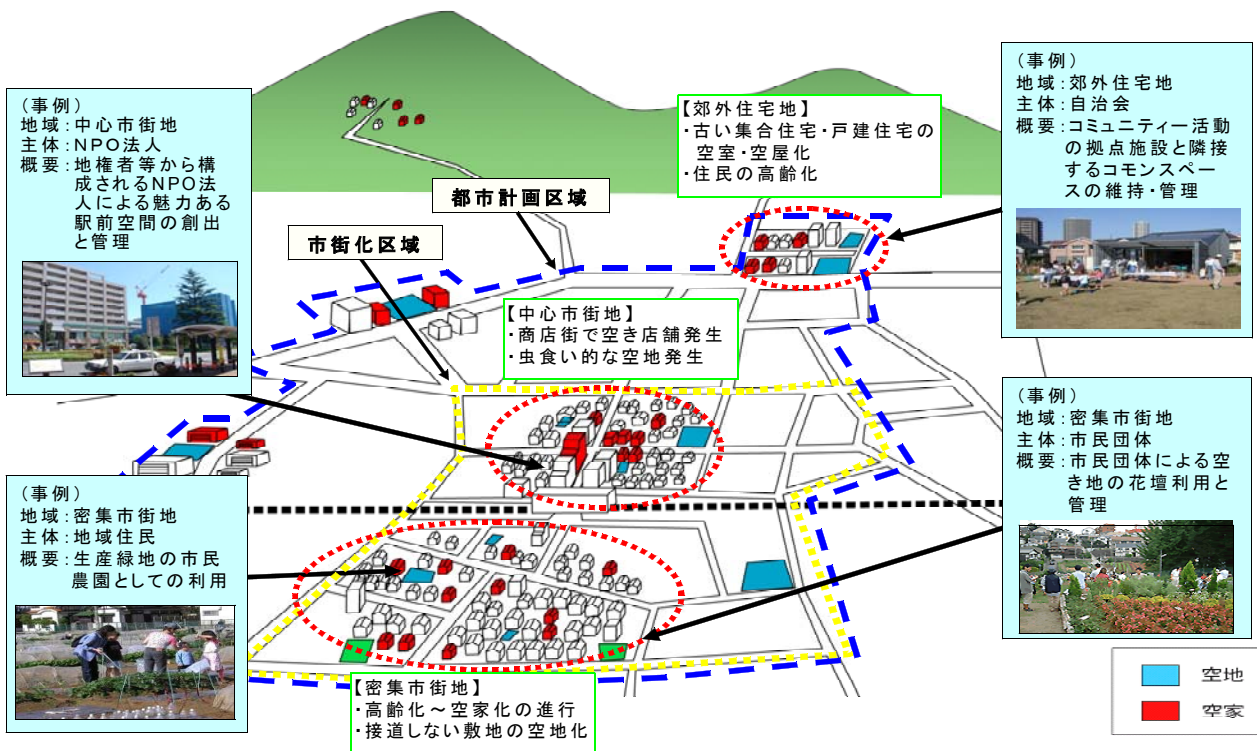 （事例）
地域：中心市街地
主体：NPO法人
概要：地権者等から構
成されるNPO法
人による魅力ある
駅前空間の創出
と管理
【郊外住宅地】
・古い集合住宅・戸建住宅の
空室・空屋化
・住民の高齢化
（事例）
地域：郊外住宅地
主体：自治会
概要：コミュニティー活動
の拠点施設と隣接
するコモンスペー
スの維持・管理
都市計画区域
市街化区域
【中心市街地】
・商店街で空き店舗発生
・虫食い的な空地発生
（事例）
地域：密集市街地
主体：市民団体
概要：市民団体による空
き地の花壇利用と
管理
（事例）
地域：密集市街地
主体：地域住民
概要：生産緑地の市民
農園としての利用
【密集市街地】
・高齢化～空家化の進行
・接道しない敷地の空地化
空地
空家